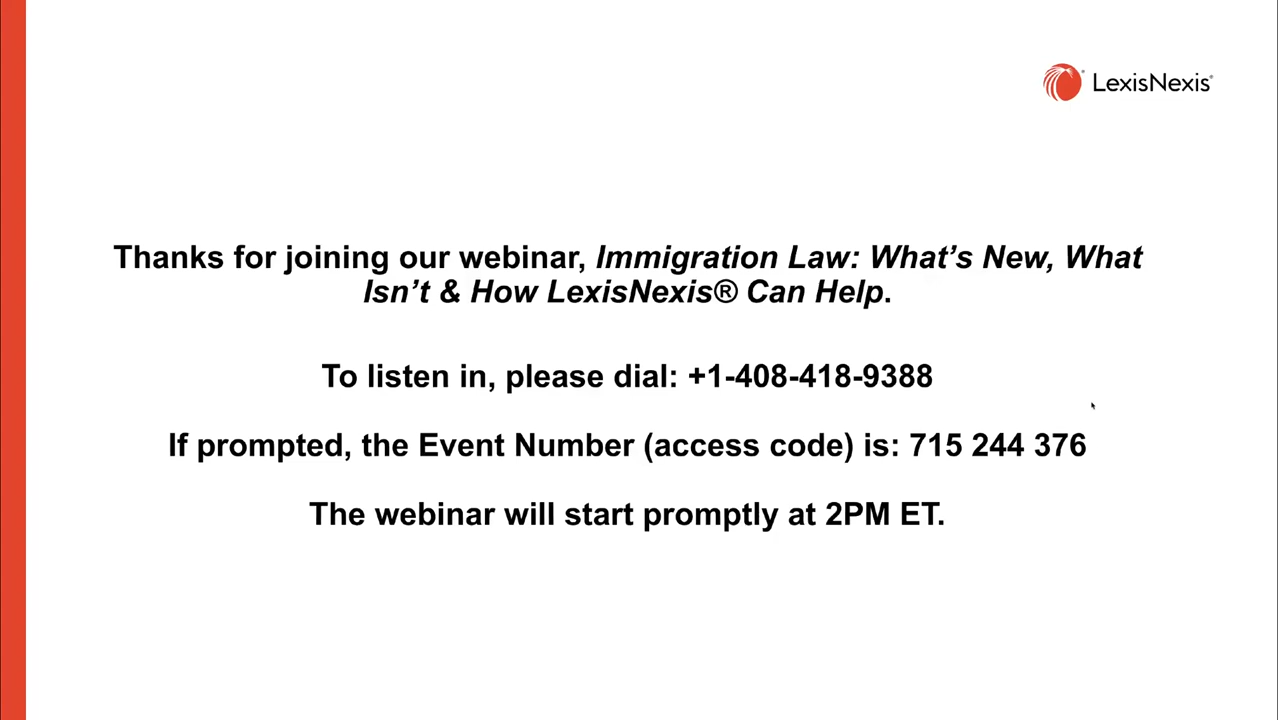 LexisNexis®
Thanks for joining our webinar, Immigration Law: What’s New, What
Isn’t & How LexisNexis® Can Help.
To listen in, please dial: +1-408-418-9388
If prompted, the Event Number (access code) is: 715 244 376
The webinar will start promptly at 2PM ET.